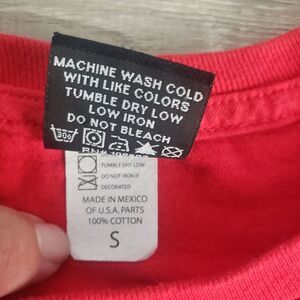 MACHINE WASH COLD
WITH LIKE COLORS
TUMBLE DRY LOW
LOW IRON
DO NOT BLEACH
RN#
TUMBLE DRY LOW
DO NOT IRON IF
DECORATED
MADE IN MEXICO
OF U.S.A. PARTS
100% COTTON
S